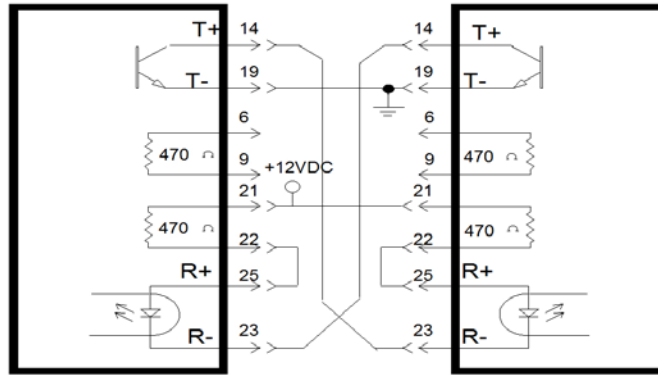 T+ 14 14 T+
T- 19 19 T-
6 6
470 Ω 9 9 470 Ω
+12VDC
21 21
470 Ω 22 22 470 Ω
R+ 25 25 R+
R- 23 23 R-